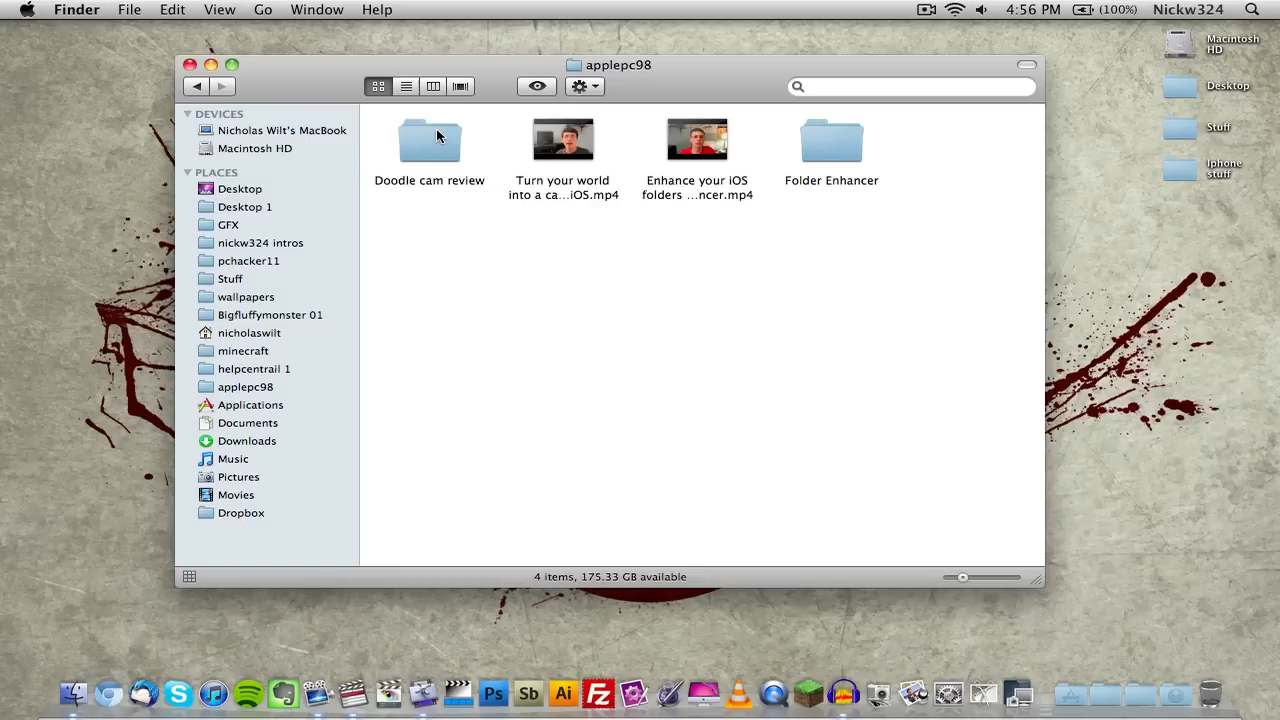 Finder File Edit View Go Window Help 4:56 PM (100%) Nickw324
Macintosh
HD
Desktop
Stuff
Iphone
stuff
applepc98
DEVICES
Nicholas Wilt's MacBook
Macintosh HD
PLACES
Desktop
Desktop 1
GFX
nickw324 intros
pchacker11
Stuff
wallpapers
Bigfluffymonster 01
nicholaswilt
minecraft
helpcentrail 1
applepc98
Applications
Documents
Downloads
Music
Pictures
Movies
Dropbox
Doodle cam review
Turn your world
into a ca...iOS.mp4
Enhance your iOS
folders ...ncer.mp4
Folder Enhancer
4 items, 175.33 GB available
Ps Sb Ai Fz